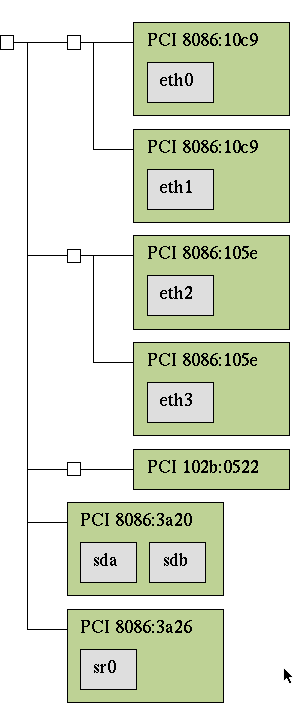 PCI 8086:10c9
eth0
PCI 8086:10c9
eth1
PCI 8086:105e
eth2
PCI 8086:105e
eth3
PCI 102b:0522
PCI 8086:3a20
sda sdb
PCI 8086:3a26
sr0